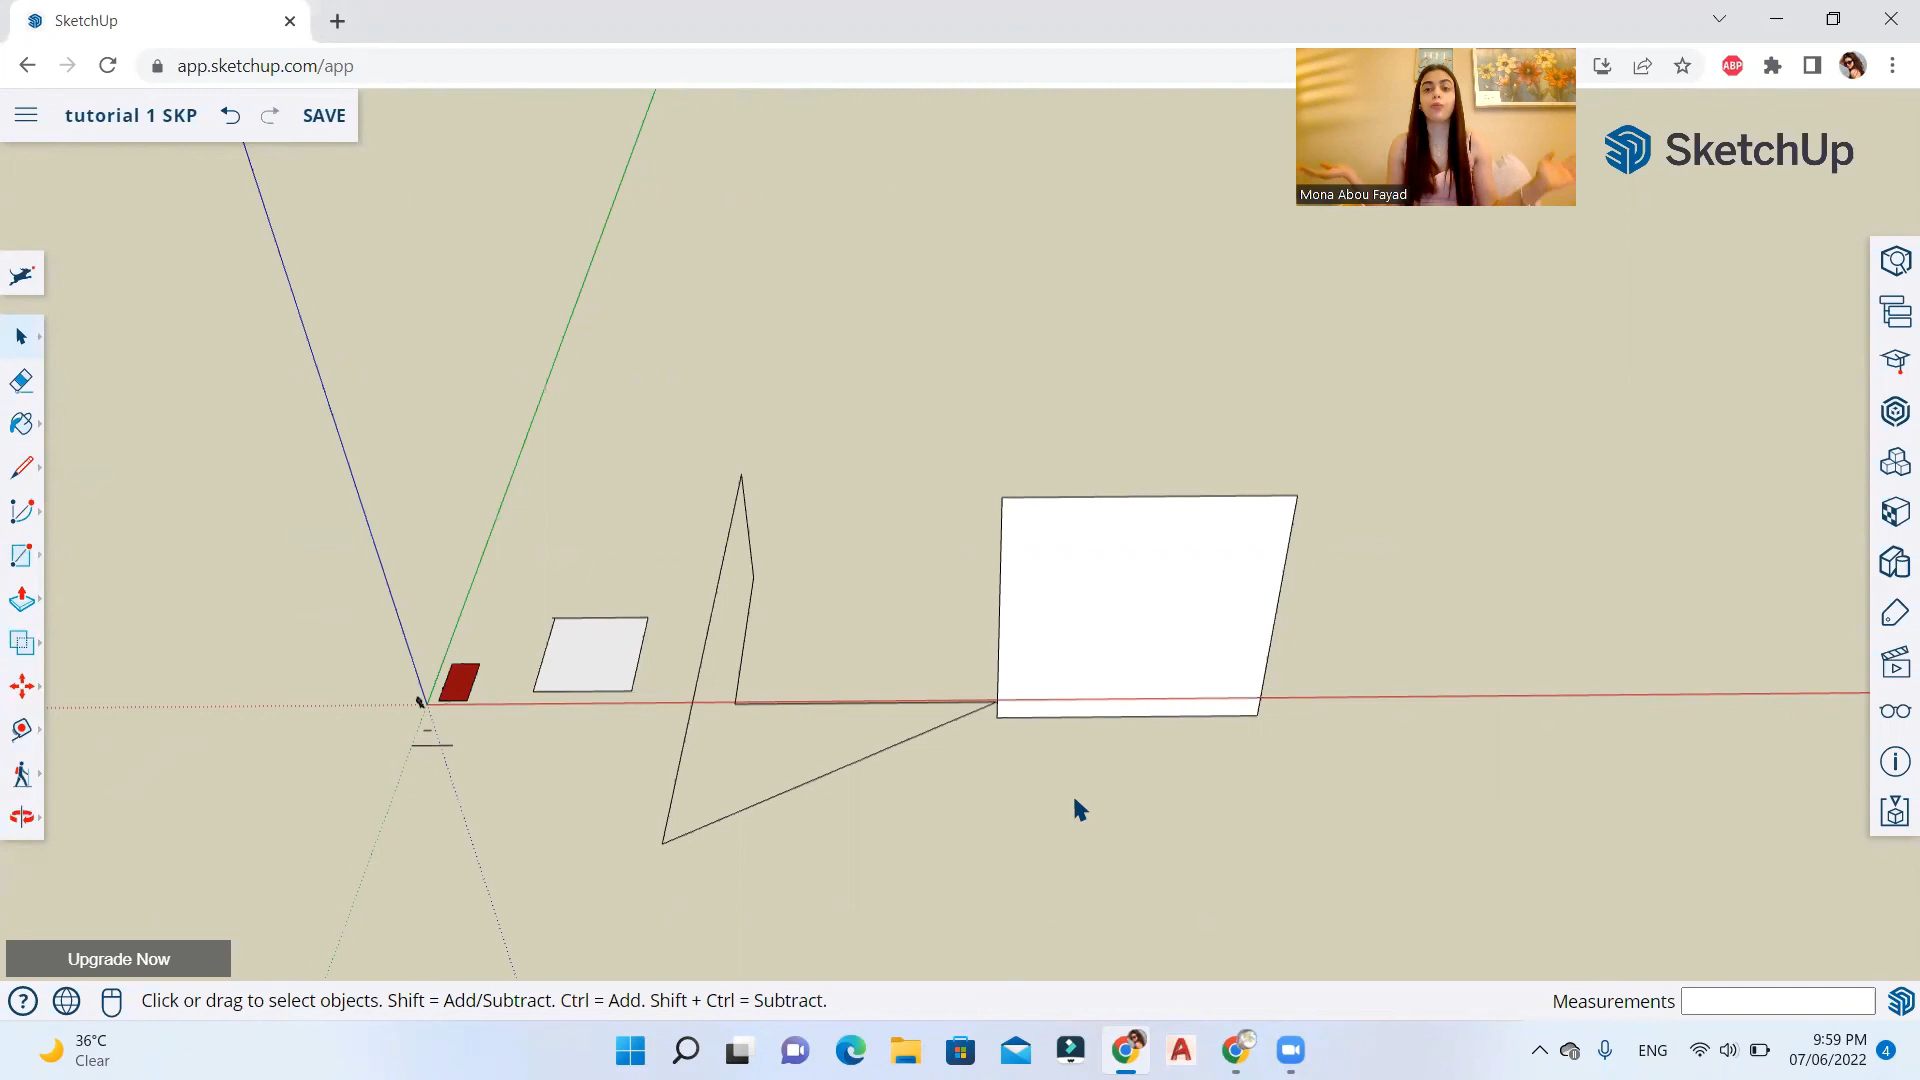 SketchUp
app.sketchup.com/app
ABP
tutorial 1 SKP
SAVE
Mona Abou Fayad
SketchUp
Upgrade Now
Click or drag to select objects. Shift = Add/Subtract. Ctrl = Add. Shift + Ctrl = Subtract.
Measurements
36°C
Clear
ENG
9:59 PM
07/06/2022
4